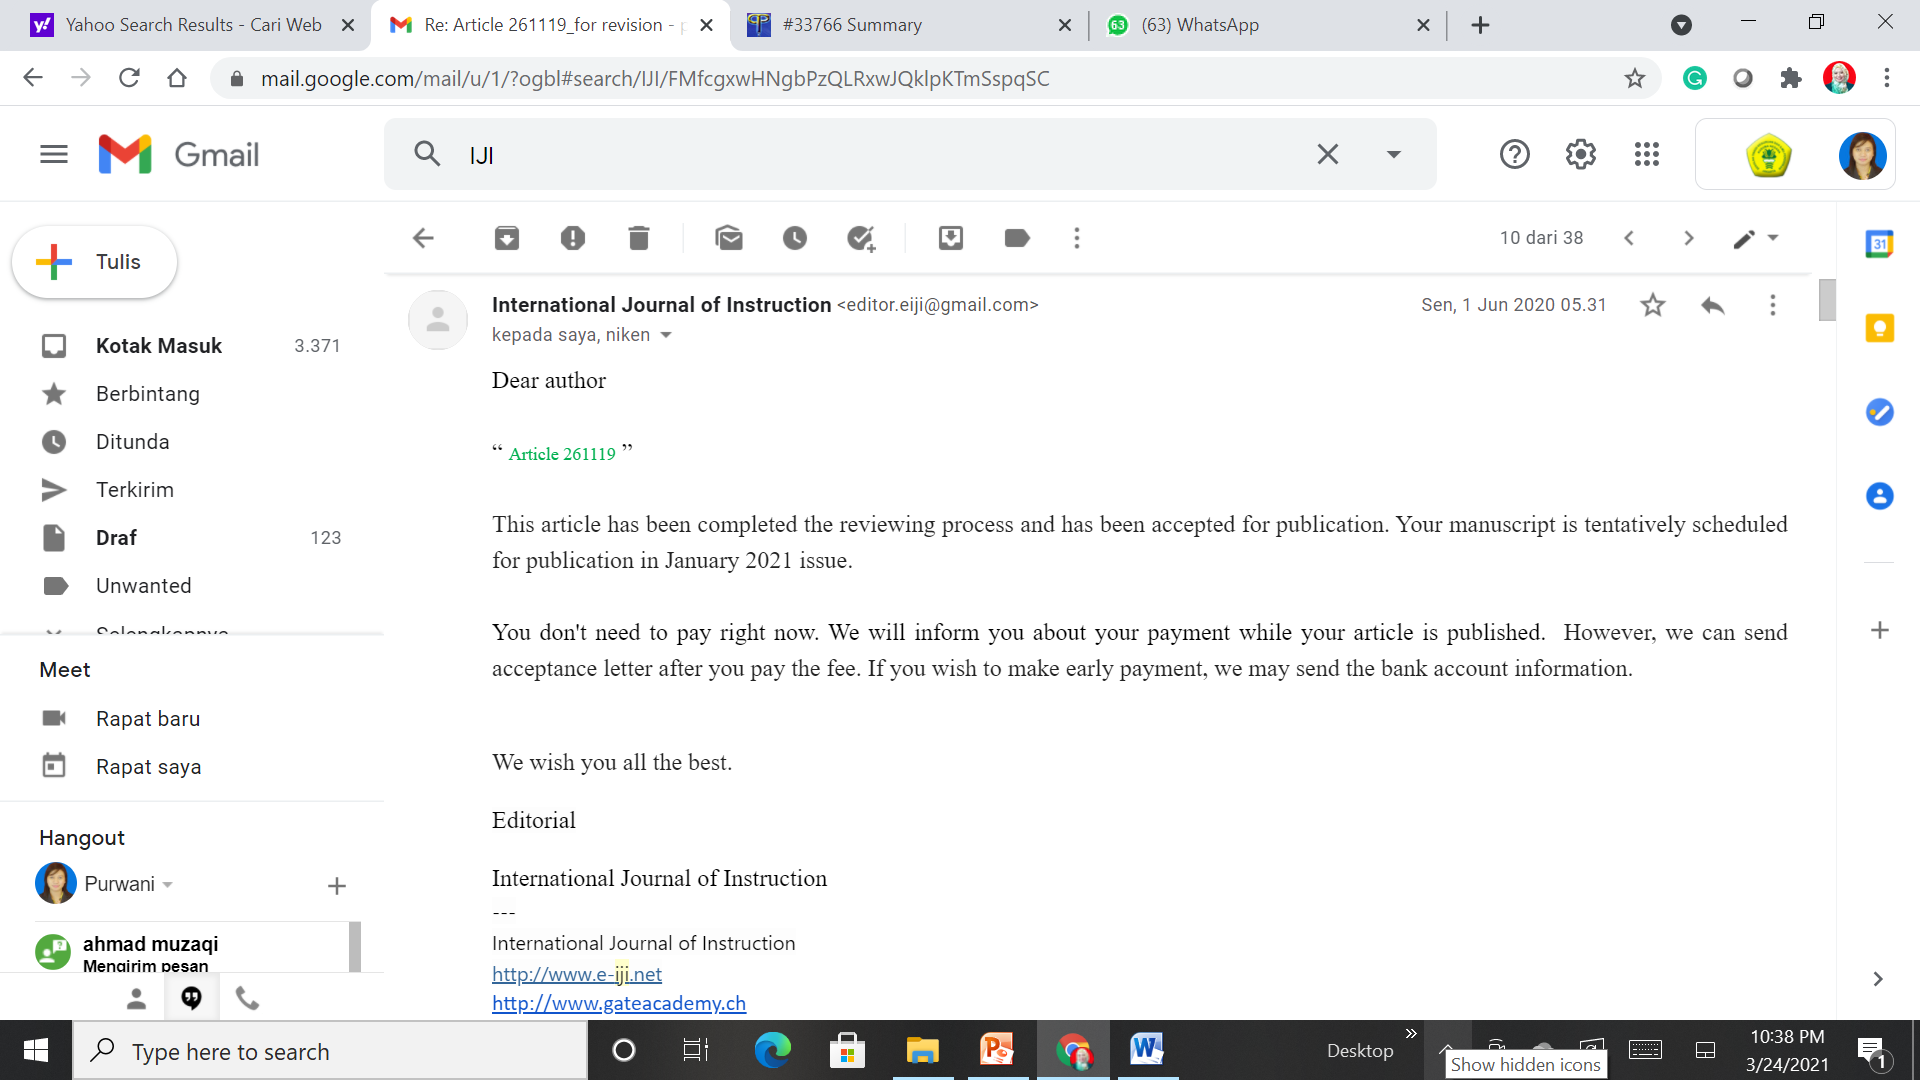 Yahoo Search Results - Cari Web
Re: Article 261119_for revision - p
#33766 Summary
63
(63) WhatsApp
mail.google.com/mail/u/1/?ogbl#search/IJI/FMfcgxwHNgbPzQLRxwJQklpKTmSspqSC
Gmail
IJI
Tulis
10 dari 38
31
International Journal of Instruction <editor.eiji@gmail.com>
Sen, 1 Jun 2020 05.31
kepada saya, niken
Kotak Masuk 3.371
Berbintang
Ditunda
Terkirim
Draf 123
Unwanted
Selengkapnya
Meet
Rapat baru
Rapat saya
Hangout
Purwani
ahmad muzaqi
Mengirim pesan
Dear author
“ Article 261119 ”
This article has been completed the reviewing process and has been accepted for publication. Your manuscript is tentatively scheduled
for publication in January 2021 issue.
You don't need to pay right now. We will inform you about your payment while your article is published. However, we can send
acceptance letter after you pay the fee. If you wish to make early payment, we may send the bank account information.
We wish you all the best.
Editorial
International Journal of Instruction
---
International Journal of Instruction
http://www.e-iji.net
http://www.gateacademy.ch
Type here to search
Desktop
Show hidden icons
10:38 PM
3/24/2021
1